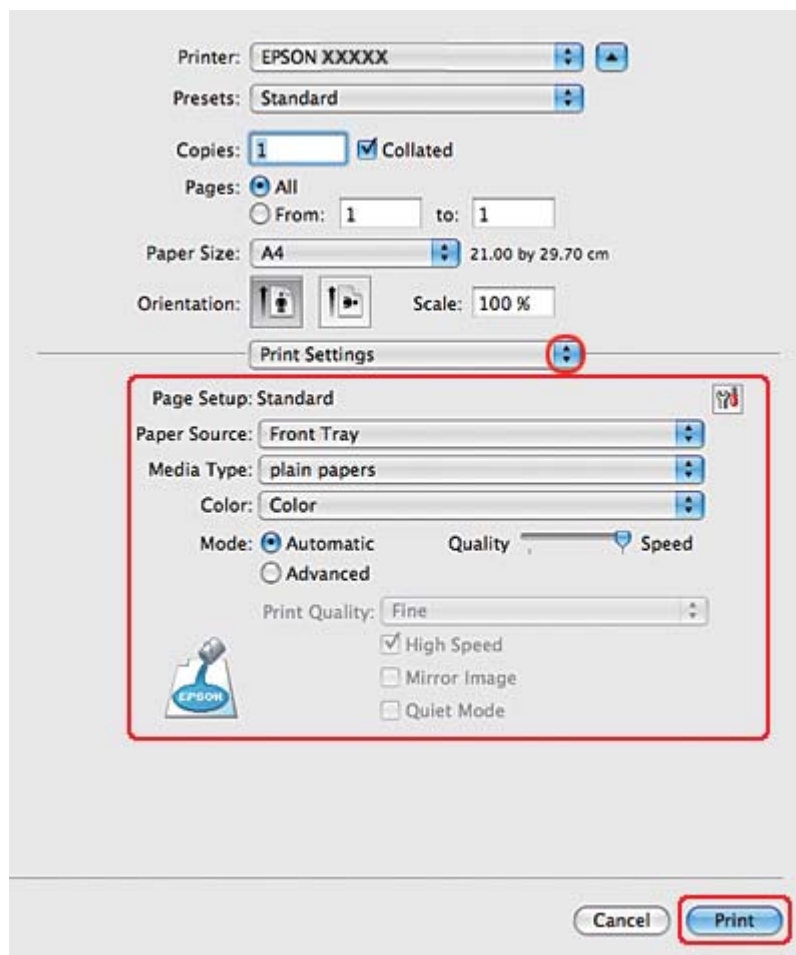 Printer: EPSON XXXXX
Presets: Standard
Copies: 1 Collated
Pages: All
From: 1 to: 1
Paper Size: A4 21.00 by 29.70 cm
Orientation: Scale: 100 %
Print Settings
Page Setup: Standard
Paper Source: Front Tray
Media Type: plain papers
Color: Color
Mode: Automatic Quality Speed
Advanced
Print Quality: Fine
High Speed
Mirror Image
EPSON
Quiet Mode
Cancel Print